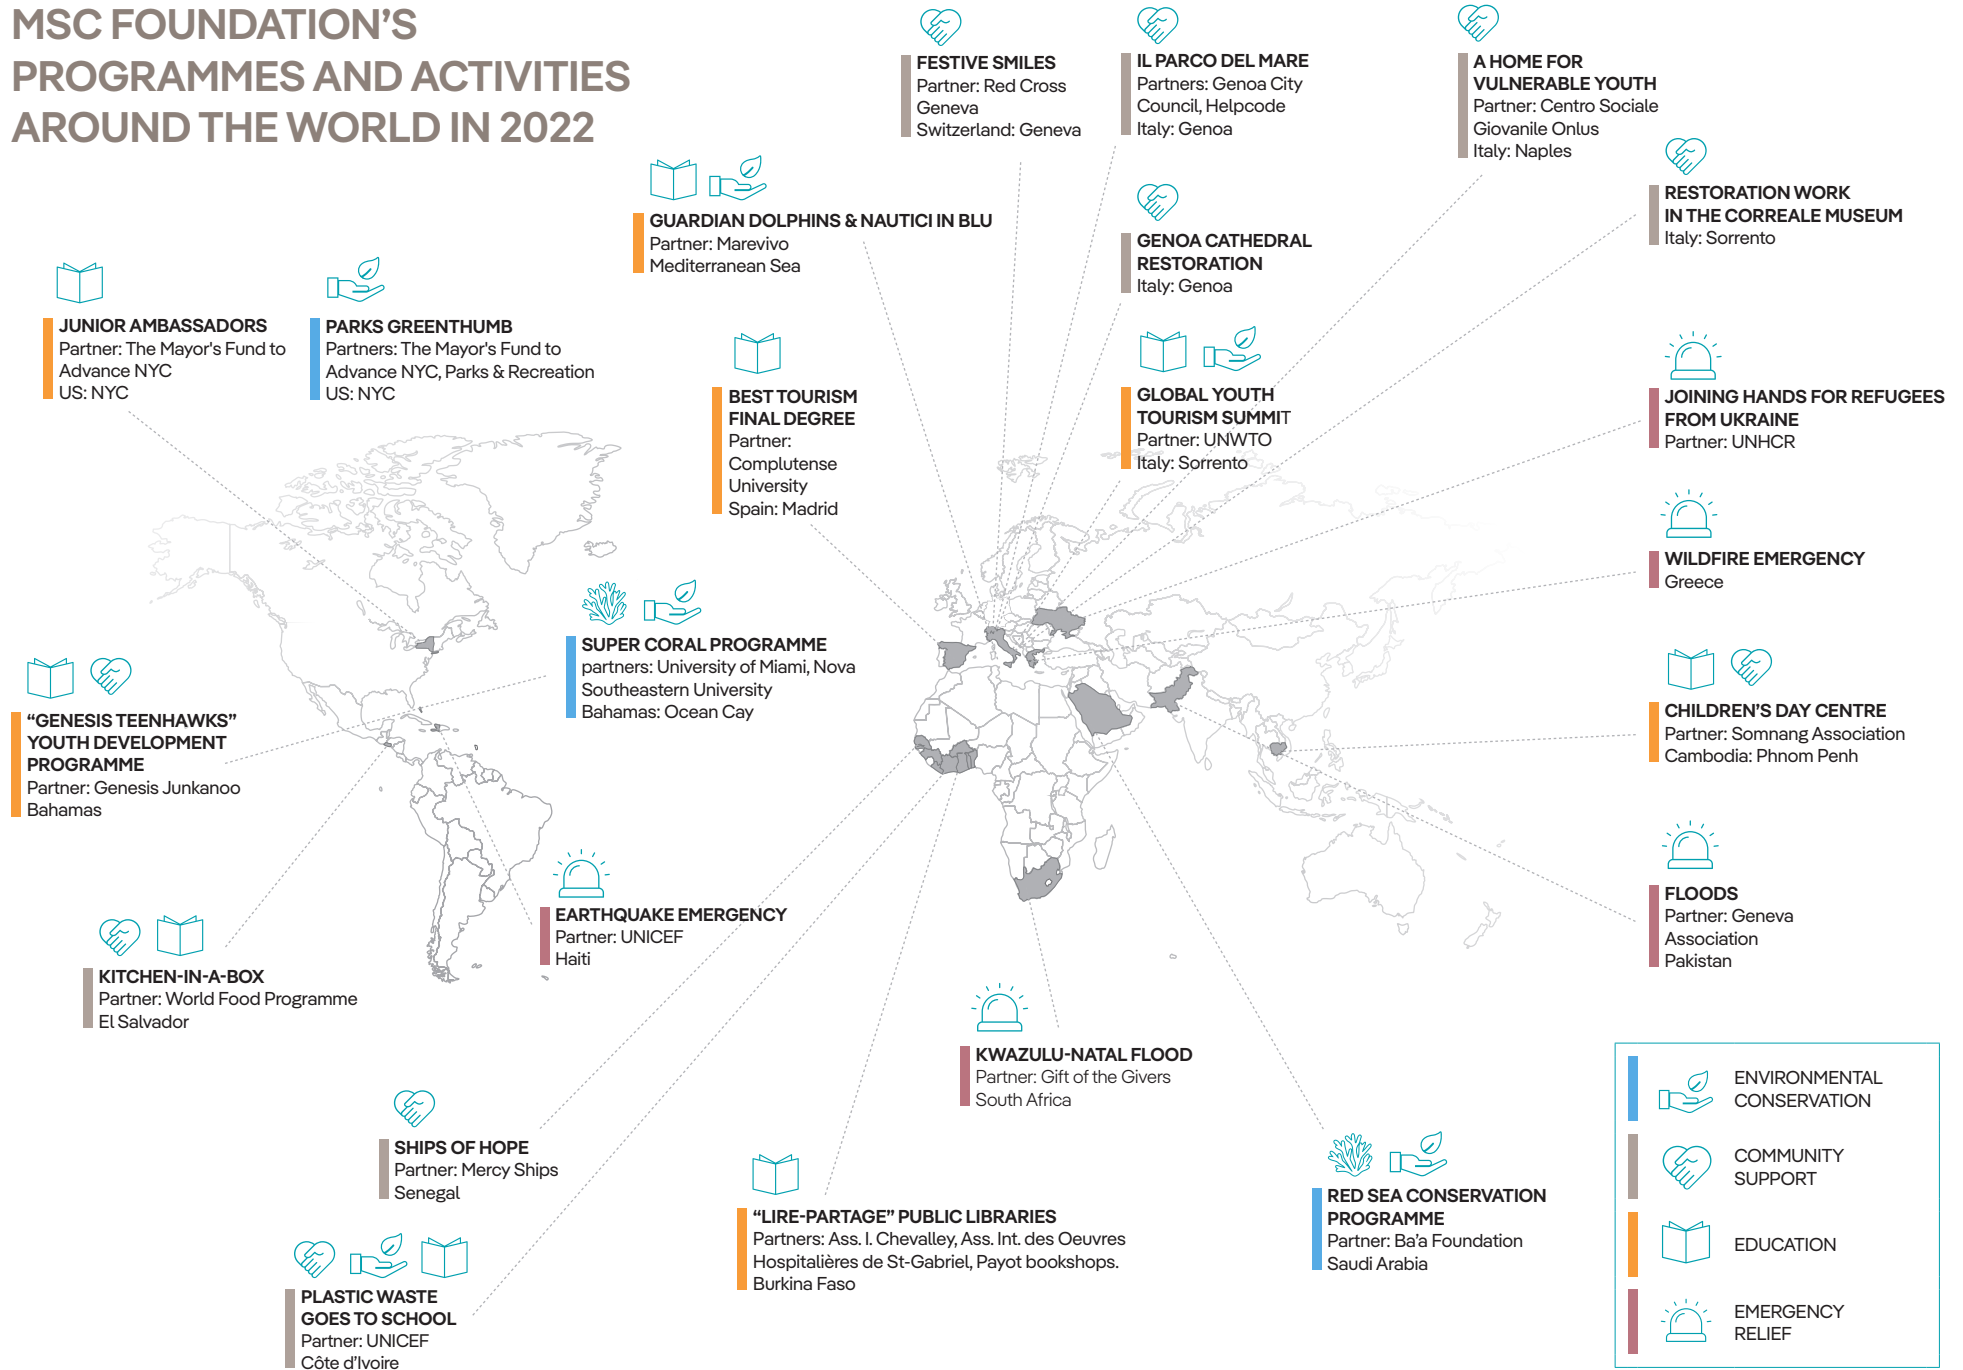 MSC FOUNDATION'S
PROGRAMMES AND ACTIVITIES
AROUND THE WORLD IN 2022
FESTIVE SMILES
Partner: Red Cross
Geneva
Switzerland: Geneva
IL PARCO DEL MARE
Partners: Genoa City
Council, Helpcode
Italy: Genoa
A HOME FOR
VULNERABLE YOUTH
Partner: Centro Sociale
Giovanile Onlus
Italy: Naples
RESTORATION WORK
IN THE CORREALE MUSEUM
Italy: Sorrento
GUARDIAN DOLPHINS & NAUTICI IN BLU
Partner: Marevivo
Mediterranean Sea
GENOA CATHEDRAL
RESTORATION
Italy: Genoa
JUNIOR AMBASSADORS
Partner: The Mayor's Fund to
Advance NYC
US: NYC
PARKS GREENTHUMB
Partners: The Mayor's Fund to
Advance NYC, Parks & Recreation
US: NYC
BEST TOURISM
FINAL DEGREE
Partner:
Complutense
University
Spain: Madrid
GLOBAL YOUTH
TOURISM SUMMIT
Partner: UNWTO
Italy: Sorrento
JOINING HANDS FOR REFUGEES
FROM UKRAINE
Partner: UNHCR
WILDFIRE EMERGENCY
Greece
SUPER CORAL PROGRAMME
partners: University of Miami, Nova
Southeastern University
Bahamas: Ocean Cay
"GENESIS TEENHAWKS"
YOUTH DEVELOPMENT
PROGRAMME
Partner: Genesis Junkanoo
Bahamas
CHILDREN'S DAY CENTRE
Partner: Somnang Association
Cambodia: Phnom Penh
FLOODS
Partner: Geneva
Association
Pakistan
EARTHQUAKE EMERGENCY
Partner: UNICEF
Haiti
KITCHEN-IN-A-BOX
Partner: World Food Programme
El Salvador
KWAZULU-NATAL FLOOD
Partner: Gift of the Givers
South Africa
SHIPS OF HOPE
Partner: Mercy Ships
Senegal
"LIRE-PARTAGE" PUBLIC LIBRARIES
Partners: Ass. I. Chevalley, Ass. Int. des Oeuvres
Hospitalières de St-Gabriel, Payot bookshops.
Burkina Faso
RED SEA CONSERVATION
PROGRAMME
Partner: Ba'a Foundation
Saudi Arabia
PLASTIC WASTE
GOES TO SCHOOL
Partner: UNICEF
Côte d'Ivoire
ENVIRONMENTAL
CONSERVATION
COMMUNITY
SUPPORT
EDUCATION
EMERGENCY
RELIEF